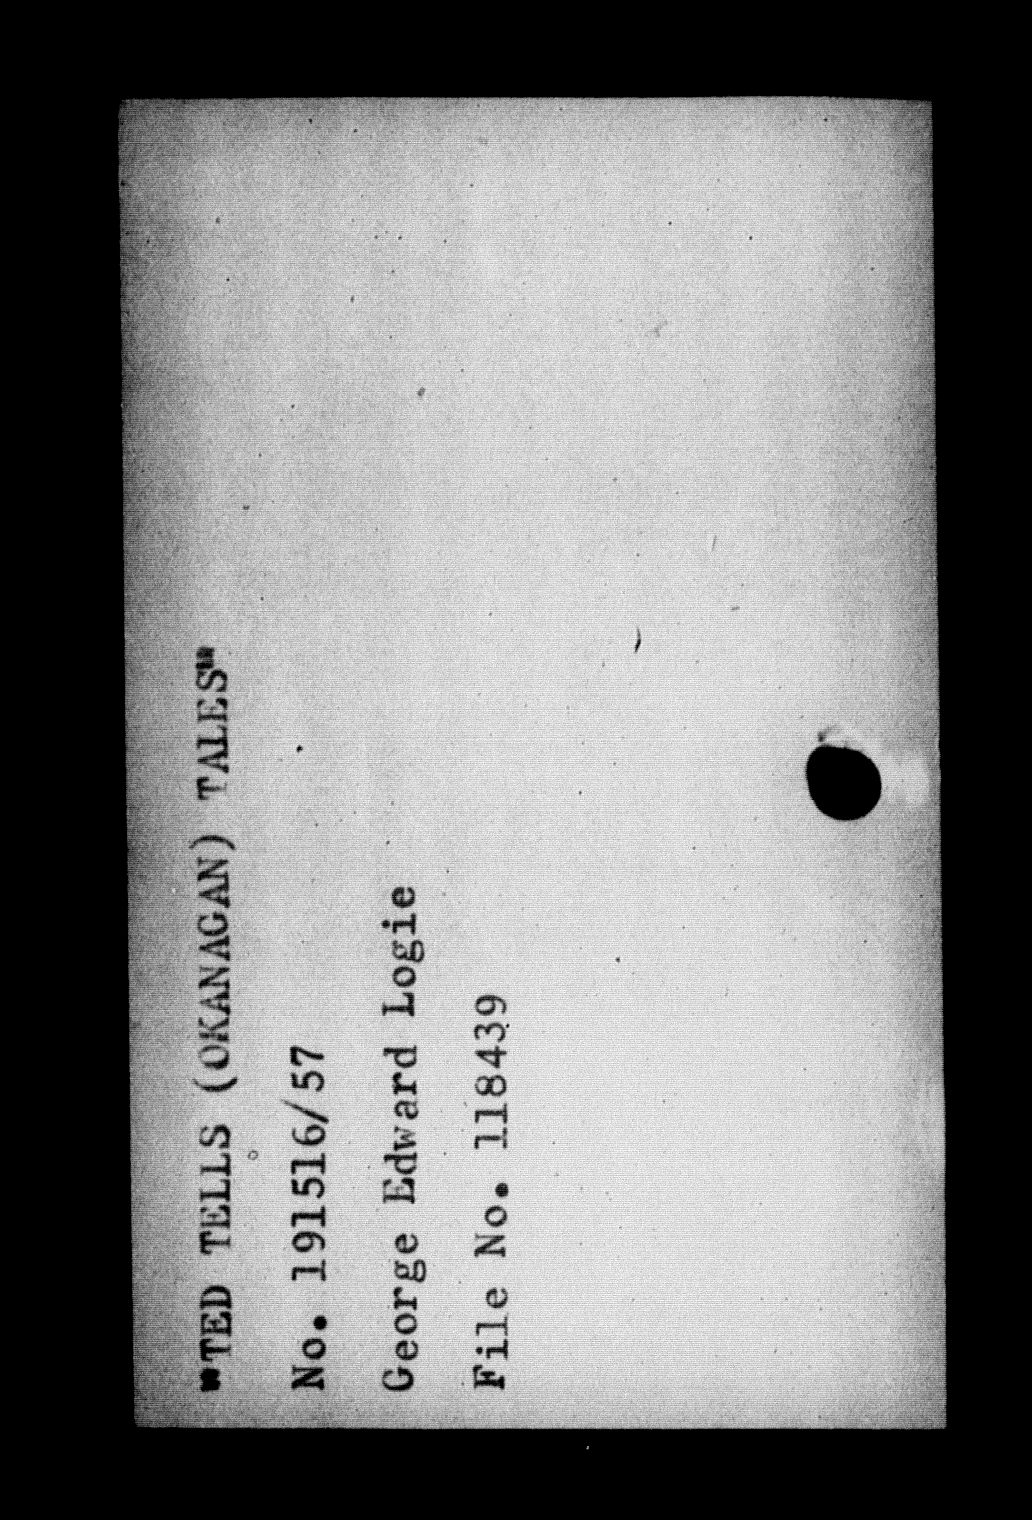 "TED TELLS (OKANAGAN) TALES"
No. 191516/57
George Edward Logie
File No. 118439